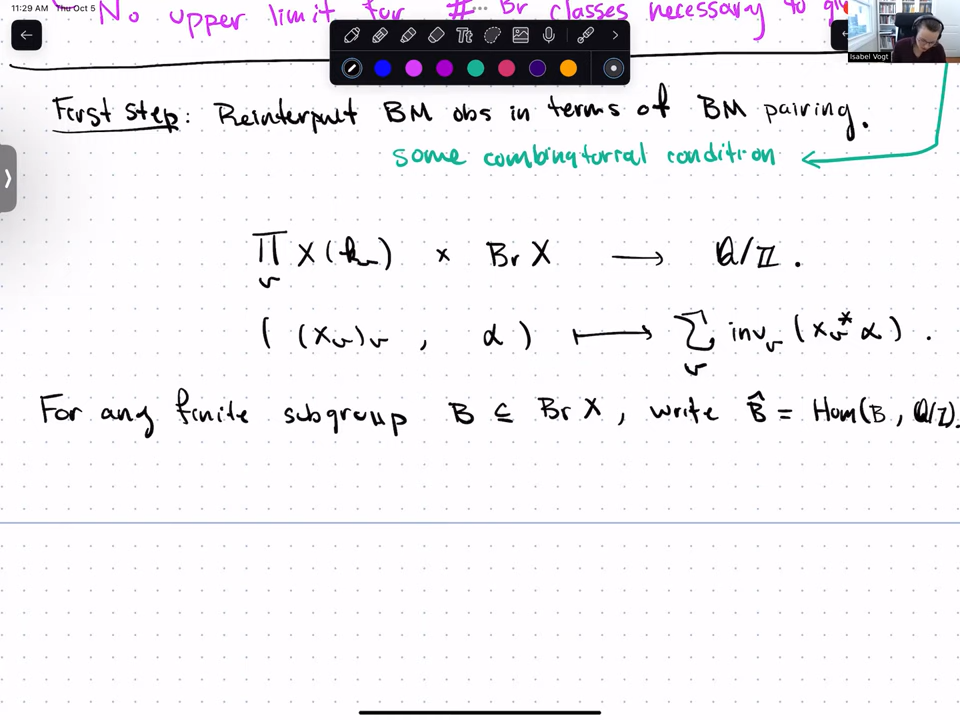 11:29 AM Thu Oct 5
No upper limit for # Br classes necessary to
Tt
Isabel Vogt
First step: Reinterpret BM obs in terms of BM pairing.
some combinatorial condition
∏_v X(k_v) × Br X → Q/Z.
( (x_v)_v , α ) ↦ ∑_v inv_v (x_v^* α) .
For any finite subgroup B ⊆ Br X, write B̂ = Hom(B, Q/Z).